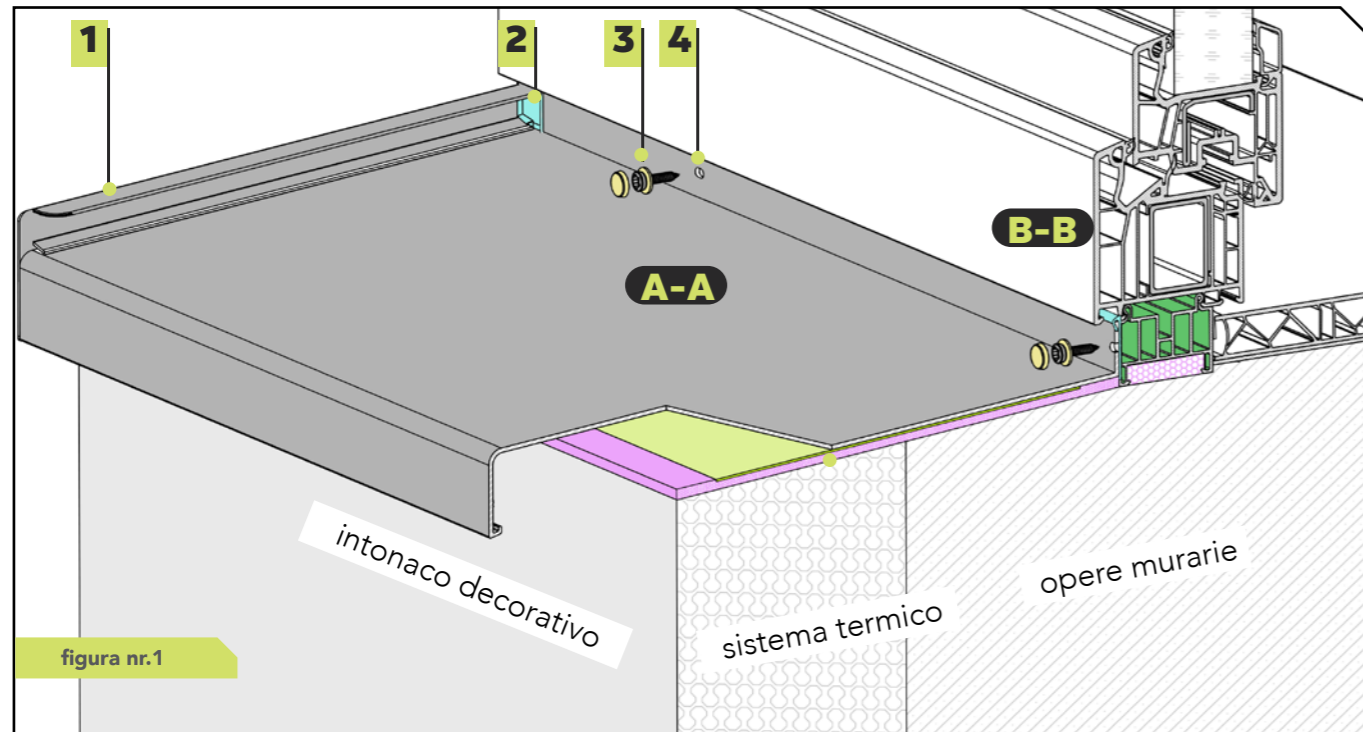 1
2
3
4
B-B
A-A
intonaco decorativo
sistema termico
opere murarie
figura nr.1